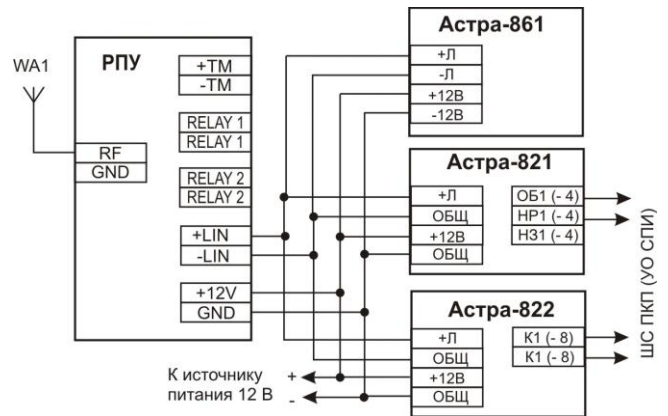 WA1
РПУ
+TM
-TM
RELAY 1
RELAY 1
RF
GND
RELAY 2
RELAY 2
+LIN
-LIN
+12V
GND
Астра-861
+Л
-Л
+12В
-12В
Астра-821
+Л
ОБЩ
+12В
ОБЩ
ОБ1 (- 4)
НР1 (- 4)
НЗ1 (- 4)
Астра-822
+Л
ОБЩ
+12В
ОБЩ
К1 (- 8)
К1 (- 8)
ШС ПКП (УО СПИ)
К источнику +
питания 12 В -